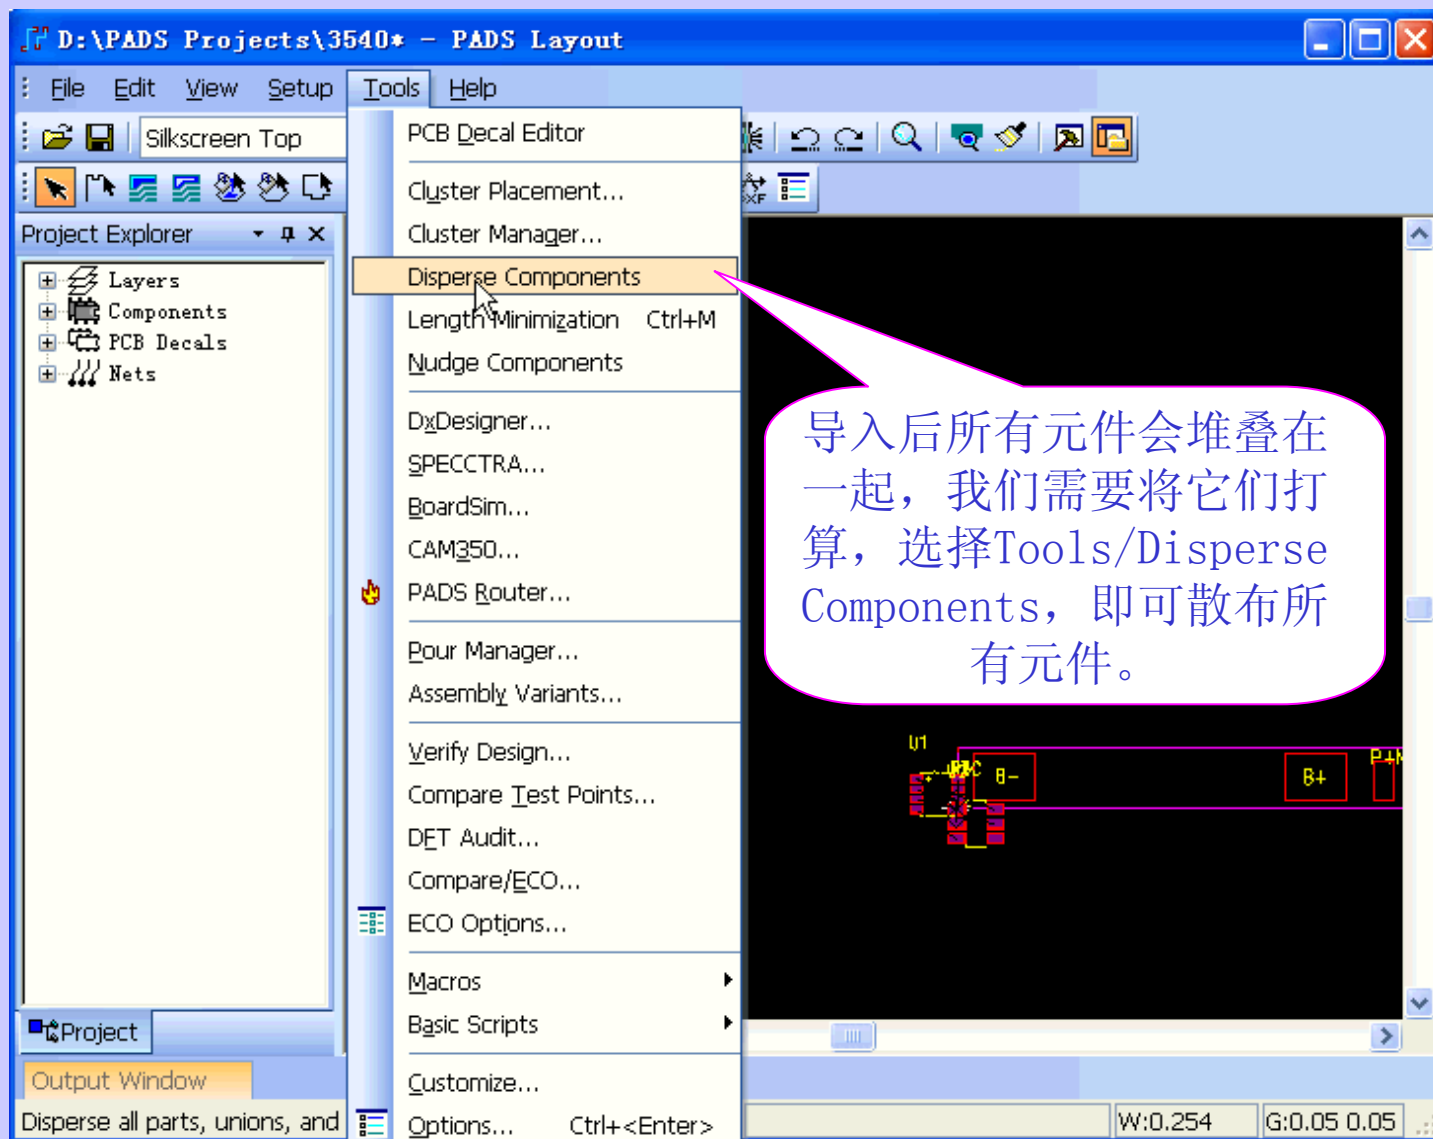 D:\PADS Projects\3540* - PADS Layout
File Edit View Setup Tools Help
Silkscreen Top
Project Explorer
Layers
Components
PCB Decals
Nets
PCB Decal Editor
Cluster Placement...
Cluster Manager...
Disperse Components
Length Minimization Ctrl+M
Nudge Components
DxDesigner...
SPECCTRA...
BoardSim...
CAM350...
PADS Router...
Pour Manager...
Assembly Variants...
Verify Design...
Compare Test Points...
DFT Audit...
Compare/ECO...
ECO Options...
Macros
Basic Scripts
Customize...
Options... Ctrl+<Enter>
导入后所有元件会堆叠在
一起，我们需要将它们打
算，选择Tools/Disperse
Components，即可散布所
有元件。
U1
B-
B+
Project
Output Window
Disperse all parts, unions, and
W:0.254
G:0.05 0.05